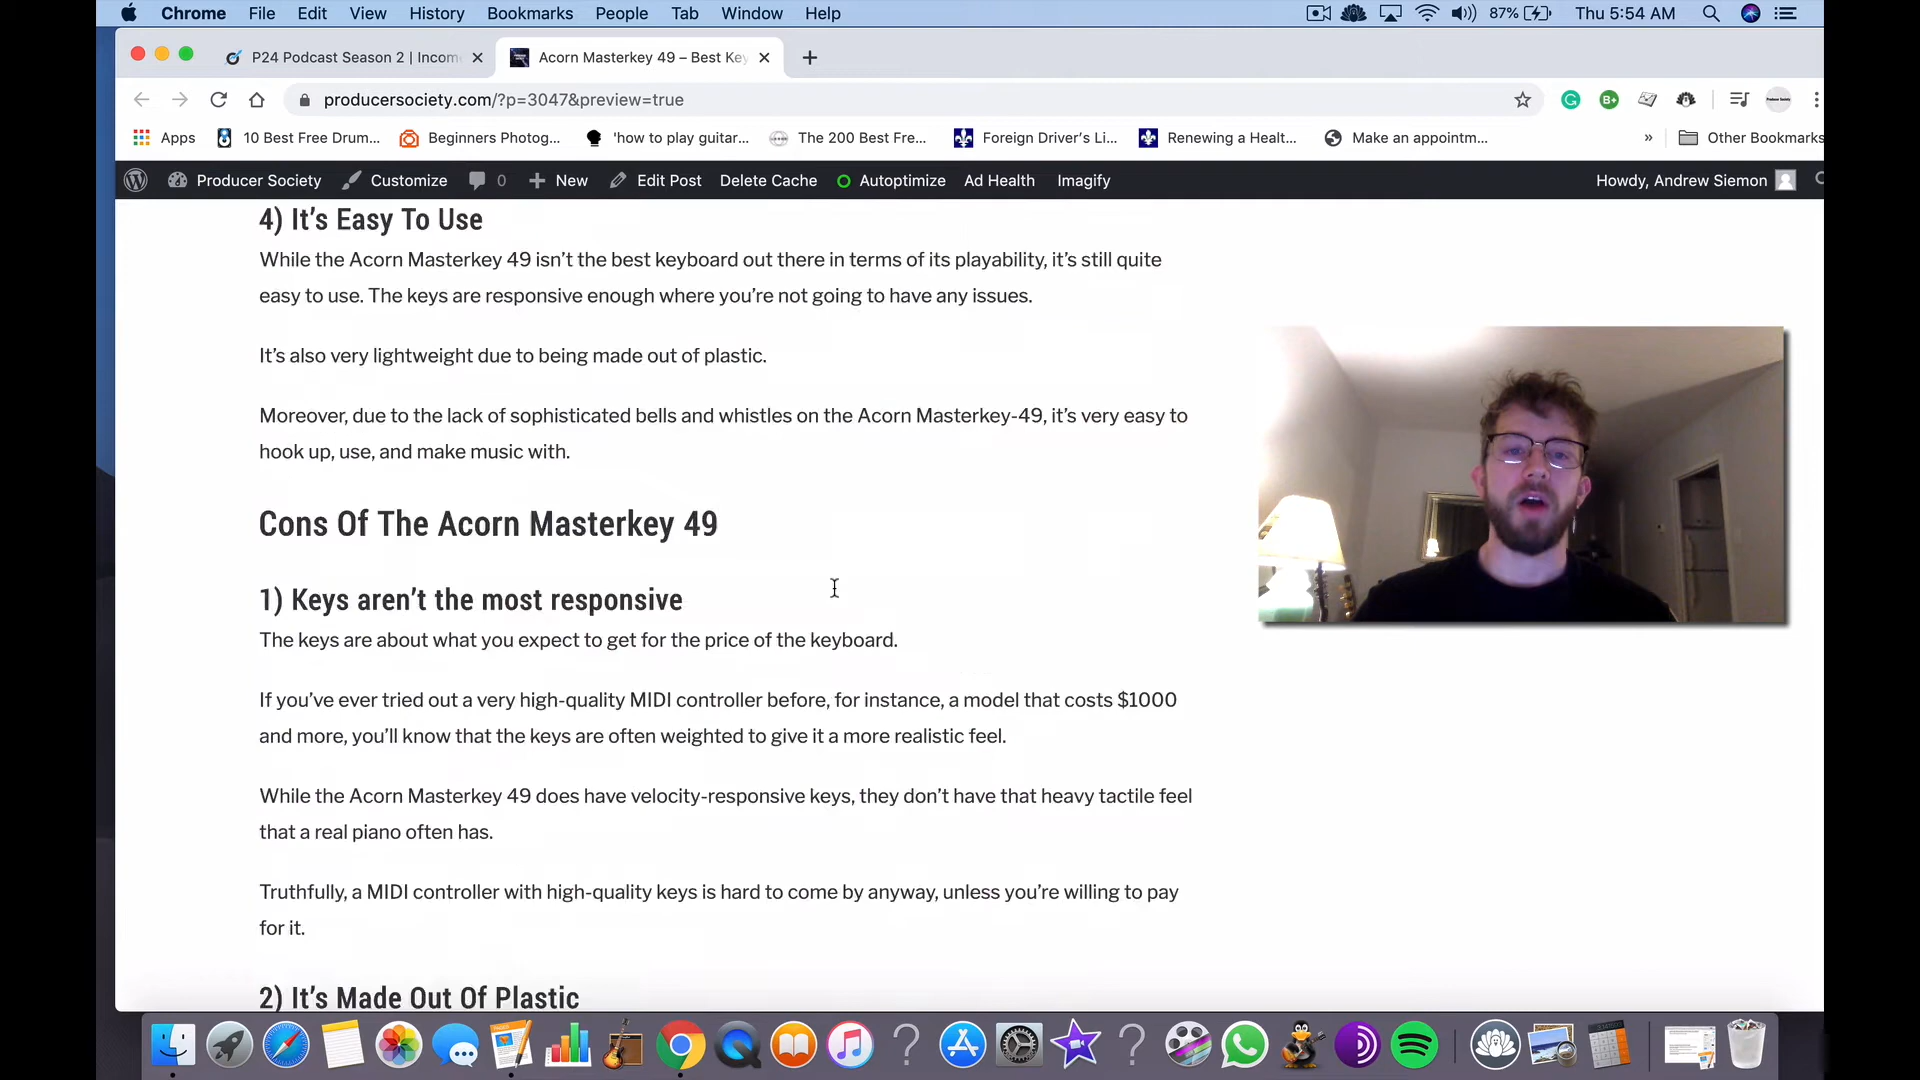 Chrome File Edit View History Bookmarks People Tab Window Help 87% Thu 5:54 AM
P24 Podcast Season 2 | Incom Acorn Masterkey 49 – Best Key
producersociety.com/?p=3047&preview=true
Apps 10 Best Free Drum... Beginners Photog... 'how to play guitar... The 200 Best Fre... Foreign Driver's Li... Renewing a Healt... Make an appointm... » Other Bookmarks
Producer Society Customize 0 New Edit Post Delete Cache Autoptimize Ad Health Imagify Howdy, Andrew Siemon
4) It's Easy To Use
While the Acorn Masterkey 49 isn't the best keyboard out there in terms of its playability, it's still quite
easy to use. The keys are responsive enough where you're not going to have any issues.
It's also very lightweight due to being made out of plastic.
Moreover, due to the lack of sophisticated bells and whistles on the Acorn Masterkey-49, it's very easy to
hook up, use, and make music with.
Cons Of The Acorn Masterkey 49
1) Keys aren't the most responsive
The keys are about what you expect to get for the price of the keyboard.
If you've ever tried out a very high-quality MIDI controller before, for instance, a model that costs $1000
and more, you'll know that the keys are often weighted to give it a more realistic feel.
While the Acorn Masterkey 49 does have velocity-responsive keys, they don't have that heavy tactile feel
that a real piano often has.
Truthfully, a MIDI controller with high-quality keys is hard to come by anyway, unless you're willing to pay
for it.
2) It's Made Out Of Plastic